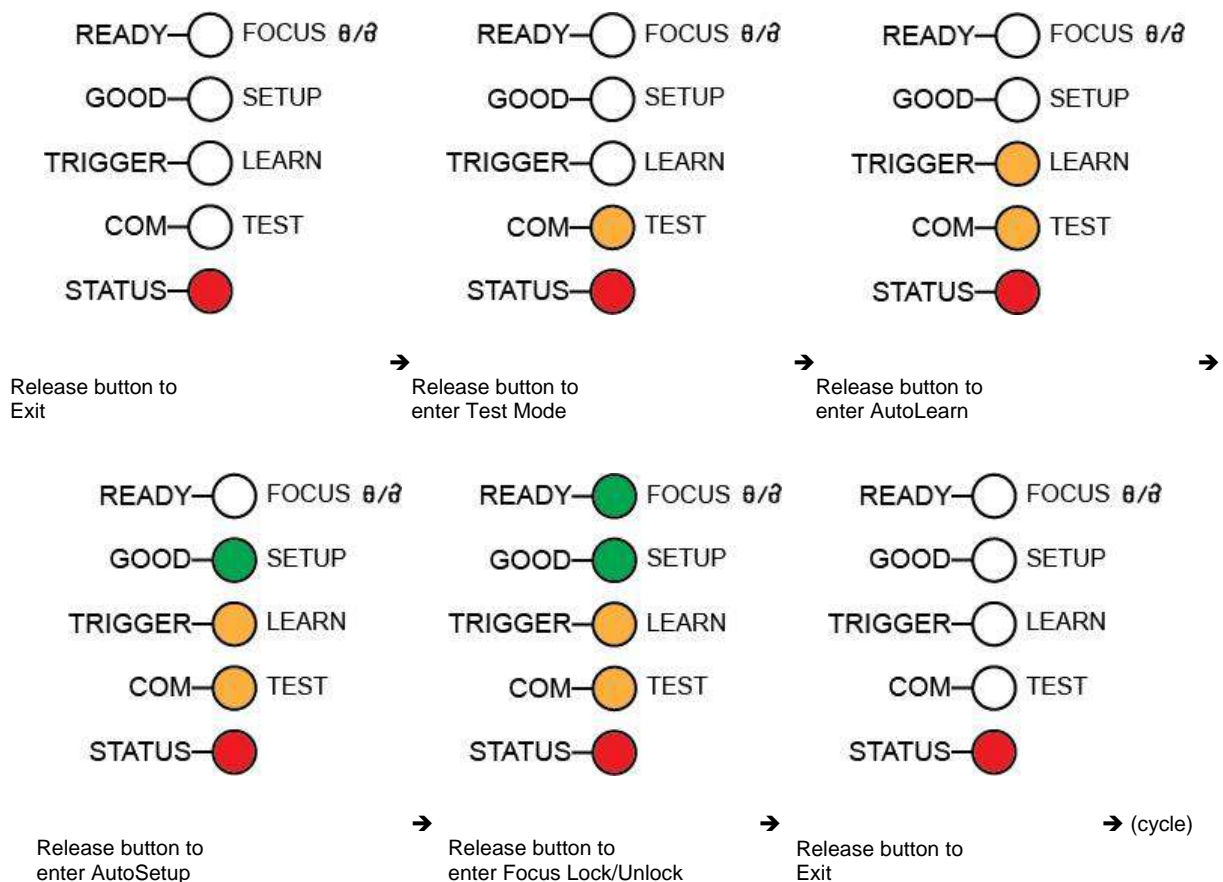 READY FOCUS 🔒/🔓 READY FOCUS 🔒/🔓 READY FOCUS 🔒/🔓
GOOD SETUP GOOD SETUP GOOD SETUP
TRIGGER LEARN TRIGGER LEARN TRIGGER LEARN
COM TEST COM TEST COM TEST
STATUS STATUS STATUS
➔ ➔ ➔
Release button to Release button to Release button to
Exit enter Test Mode enter AutoLearn
READY FOCUS 🔒/🔓 READY FOCUS 🔒/🔓 READY FOCUS 🔒/🔓
GOOD SETUP GOOD SETUP GOOD SETUP
TRIGGER LEARN TRIGGER LEARN TRIGGER LEARN
COM TEST COM TEST COM TEST
STATUS STATUS STATUS
➔ ➔ ➔ (cycle)
Release button to Release button to Release button to
enter AutoSetup enter Focus Lock/Unlock Exit